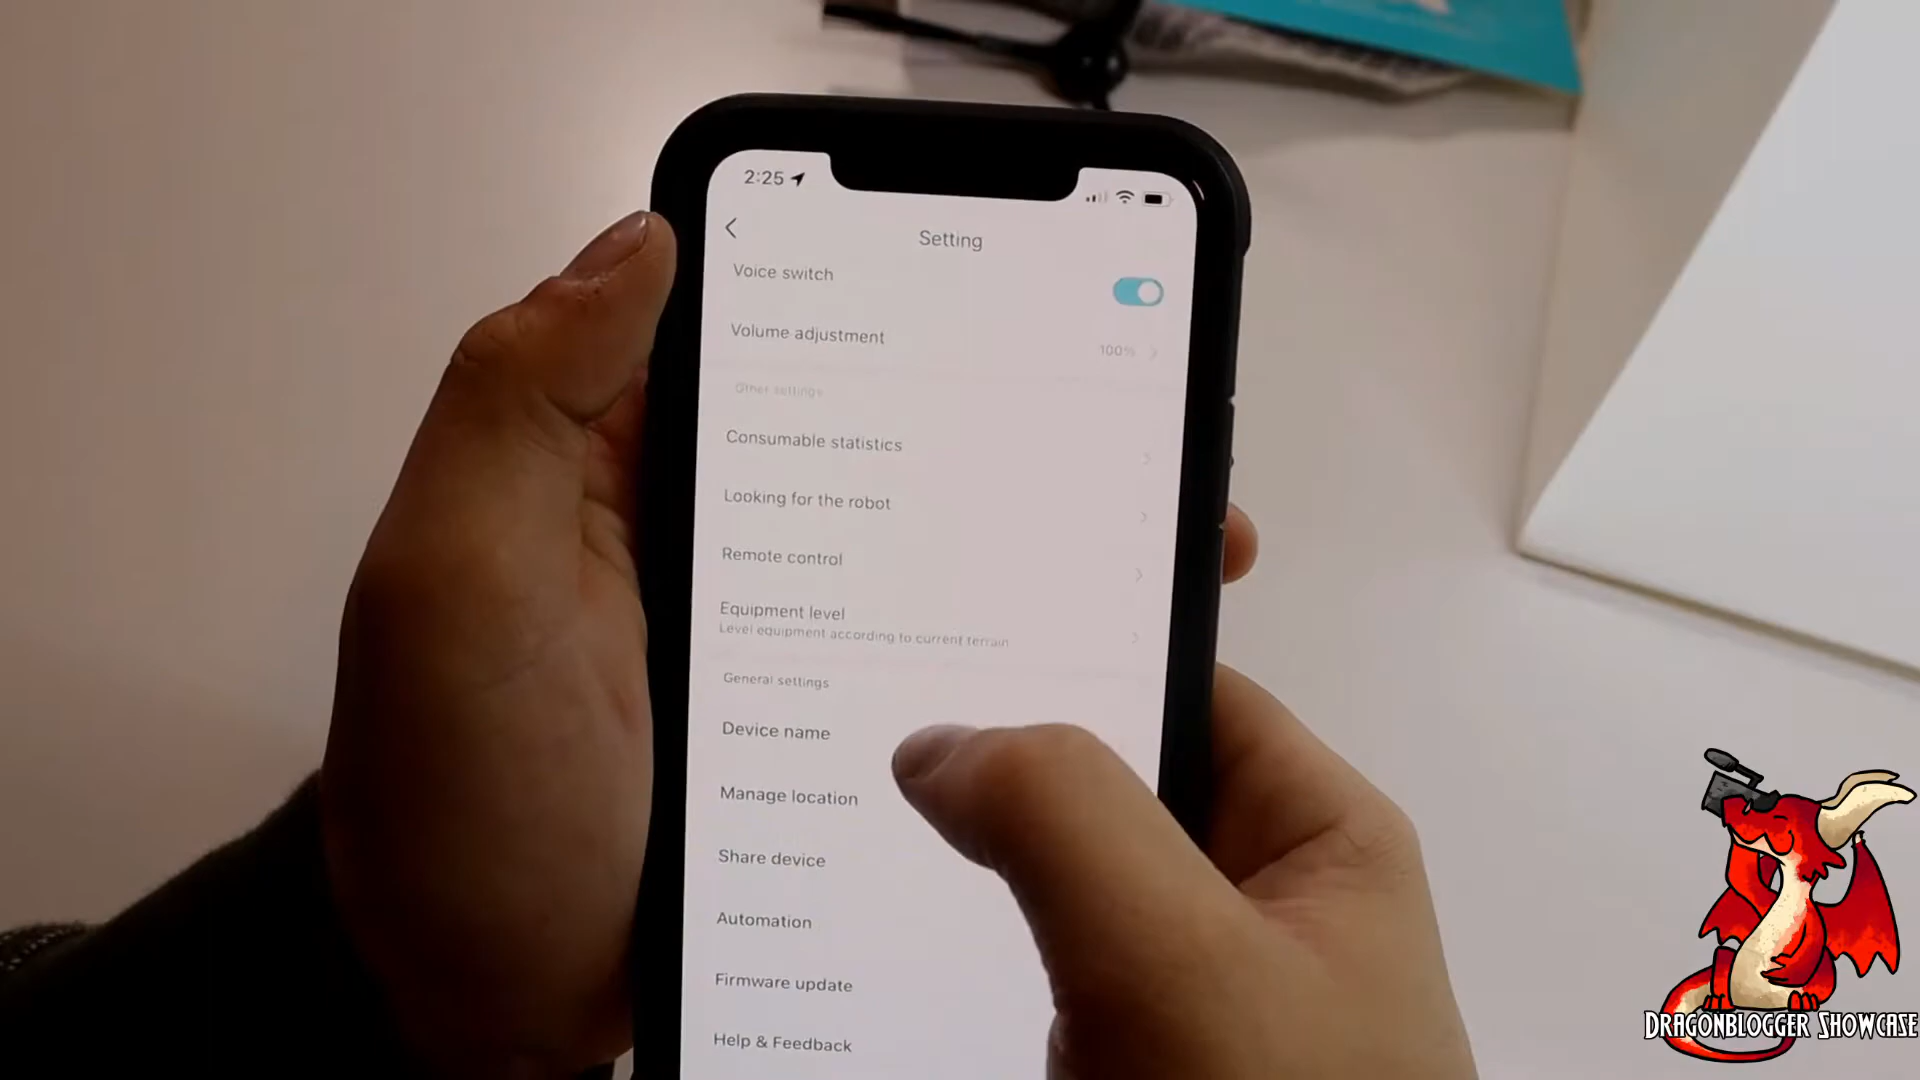 2:25
Setting
Voice switch
Volume adjustment
100%
Other settings
Consumable statistics
Looking for the robot
Remote control
Equipment level
Level equipment according to current terrain
General settings
Device name
Manage location
Share device
Automation
Firmware update
Help & Feedback
DRAGONBLOGGER SHOWCASE